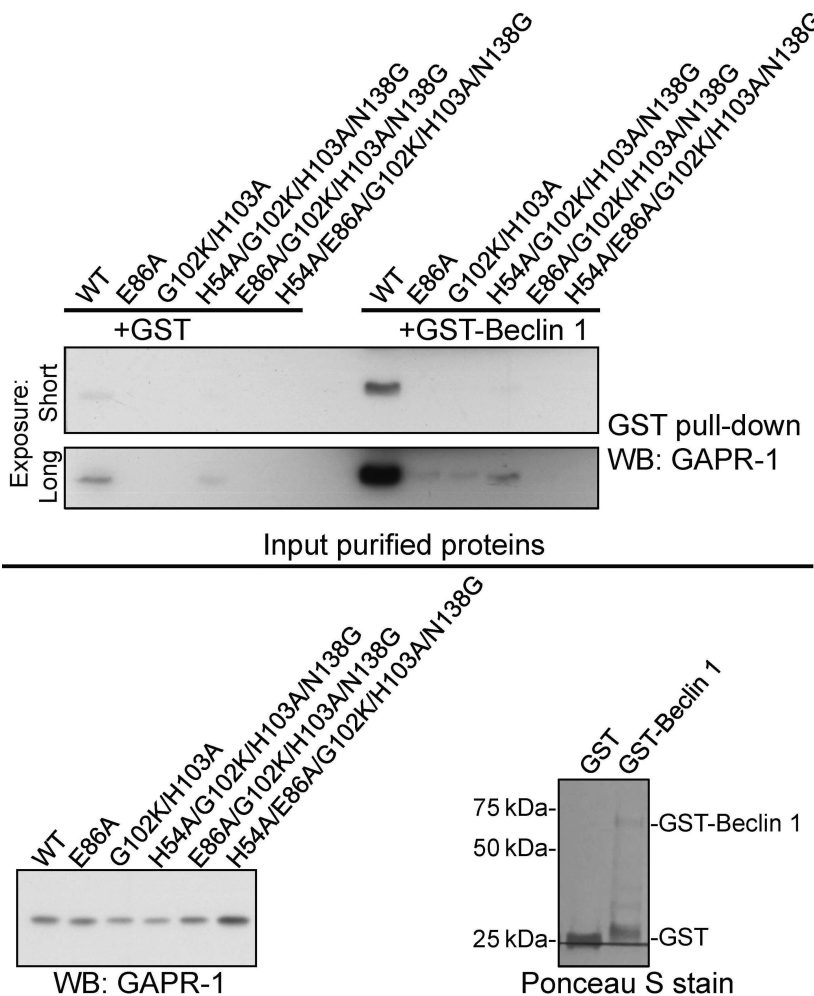 WT
E86A
G102K/H103A
H54A/G102K/H103A/N138G
E86A/G102K/H103A/N138G
H54A/E86A/G102K/H103A/N138G
WT
E86A
G102K/H103A
H54A/G102K/H103A/N138G
E86A/G102K/H103A/N138G
H54A/E86A/G102K/H103A/N138G
+GST
+GST-Beclin 1
Exposure:
Short
Long
GST pull-down
WB: GAPR-1
Input purified proteins
WT
E86A
G102K/H103A
H54A/G102K/H103A/N138G
E86A/G102K/H103A/N138G
H54A/E86A/G102K/H103A/N138G
WB: GAPR-1
GST
GST-Beclin 1
75 kDa-
-GST-Beclin 1
50 kDa-
25 kDa-
-GST
Ponceau S stain